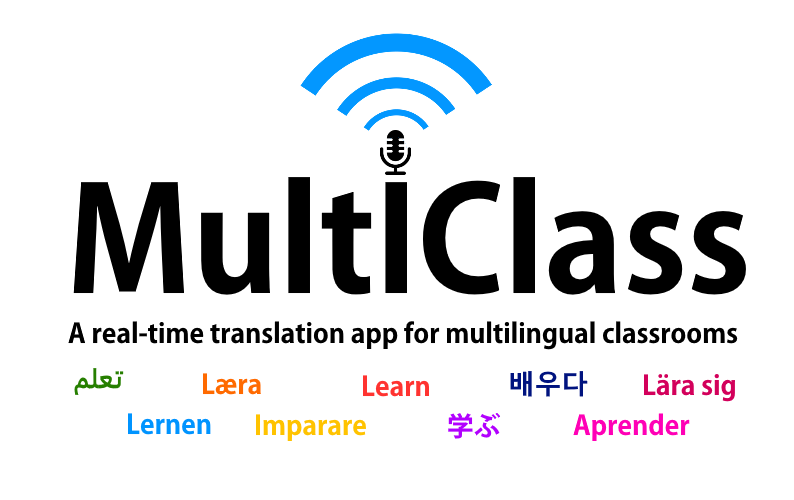 MultiClass
A real-time translation app for multilingual classrooms
تعلم Læra Learn 배우다 Lära sig
Lernen Imparare 学ぶ Aprender